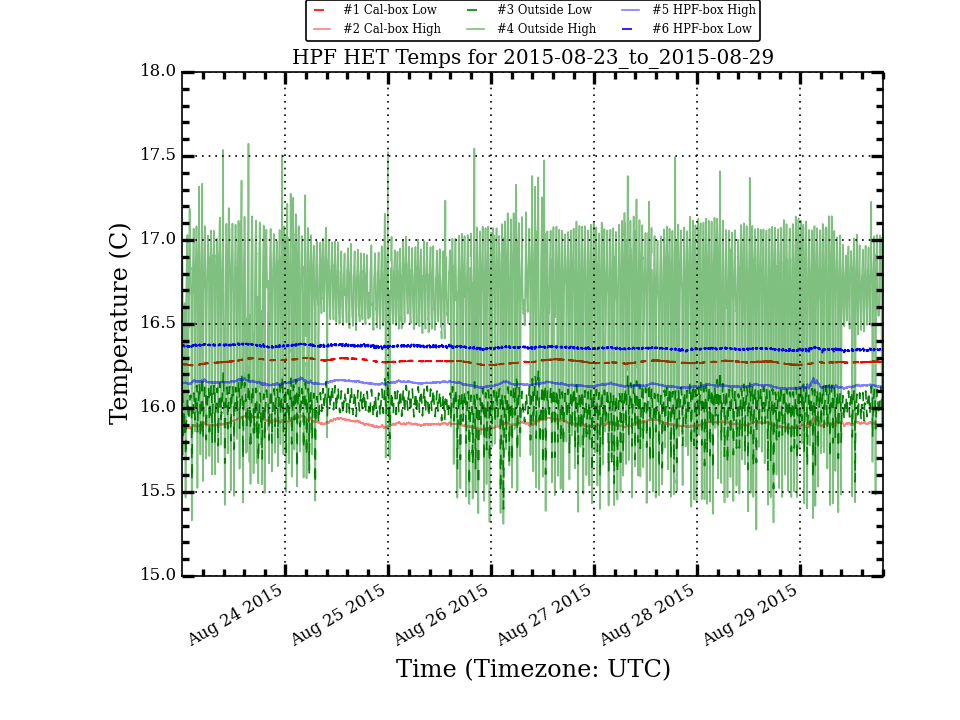 #1 Cal-box Low #3 Outside Low #5 HPF-box High
#2 Cal-box High #4 Outside High #6 HPF-box Low
HPF HET Temps for 2015-08-23_to_2015-08-29
18.0
17.5
17.0
16.5
16.0
15.5
15.0
Temperature (C)
Aug 24 2015 Aug 25 2015 Aug 26 2015 Aug 27 2015 Aug 28 2015 Aug 29 2015
Time (Timezone: UTC)